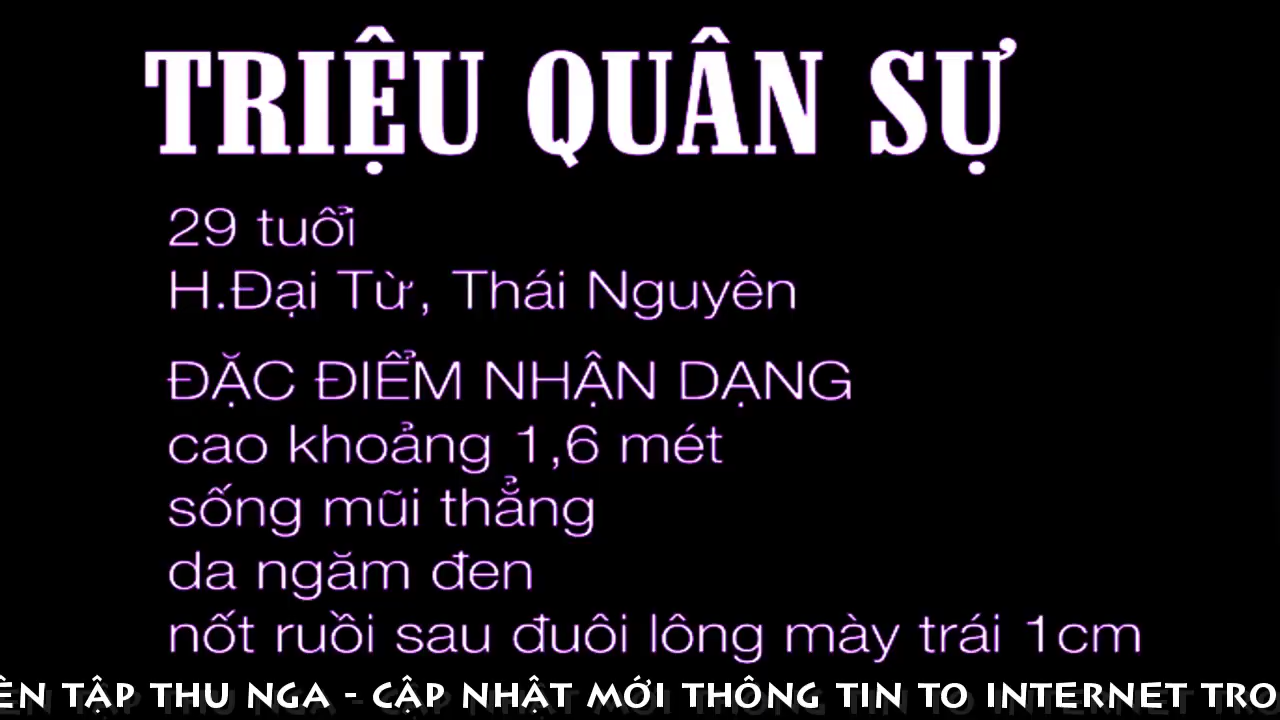 TRIỆU QUÂN SỰ
29 tuổi
H.Đại Từ, Thái Nguyên
ĐẶC ĐIỂM NHẬN DẠNG
cao khoảng 1,6 mét
sống mũi thẳng
da ngăm đen
nốt ruồi sau đuôi lông mày trái 1cm
ÈN TẬP THU NGA - CẬP NHẬT MỚI THÔNG TIN TO INTERNET TRO